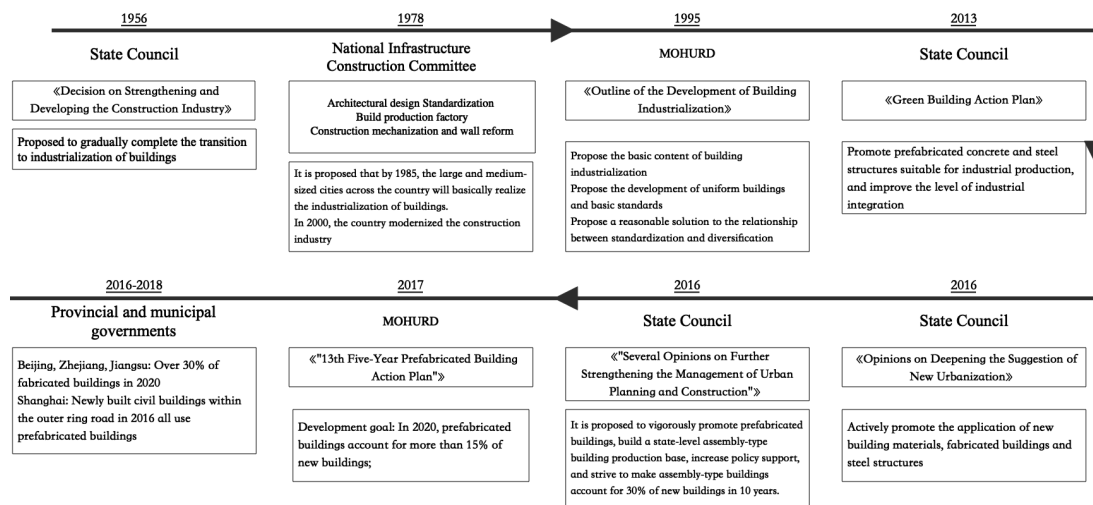 1956
State Council
«Decision on Strengthening and
Developing the Construction Industry»
Proposed to gradually complete the transition
to industrialization of buildings
1978
National Infrastructure
Construction Committee
Architectural design Standardization
Build production factory
Construction mechanization and wall reform
It is proposed that by 1985, the large and medium-
sized cities across the country will basically realize
the industrialization of buildings.
In 2000, the country modernized the construction
industry
1995
MOHURD
«Outline of the Development of Building
Industrialization»
Propose the basic content of building
industrialization
Propose the development of uniform buildings
and basic standards
Propose a reasonable solution to the relationship
between standardization and diversification
2013
State Council
«Green Building Action Plan»
Promote prefabricated concrete and steel
structures suitable for industrial production,
and improve the level of industrial
integration
2016
State Council
«Opinions on Deepening the Suggestion of
New Urbanization»
Actively promote the application of new
building materials, fabricated buildings and
steel structures
2016
State Council
«"Several Opinions on Further
Strengthening the Management of Urban
Planning and Construction"»
It is proposed to vigorously promote prefabricated
buildings, build a state-level assembly-type
building production base, increase policy support,
and strive to make assembly-type buildings
account for 30% of new buildings in 10 years.
2017
MOHURD
«"13th Five-Year Prefabricated Building
Action Plan"»
Development goal: In 2020, prefabricated
buildings account for more than 15% of
new buildings;
2016-2018
Provincial and municipal
governments
Beijing, Zhejiang, Jiangsu: Over 30% of
fabricated buildings in 2020
Shanghai: Newly built civil buildings within
the outer ring road in 2016 all use
prefabricated buildings